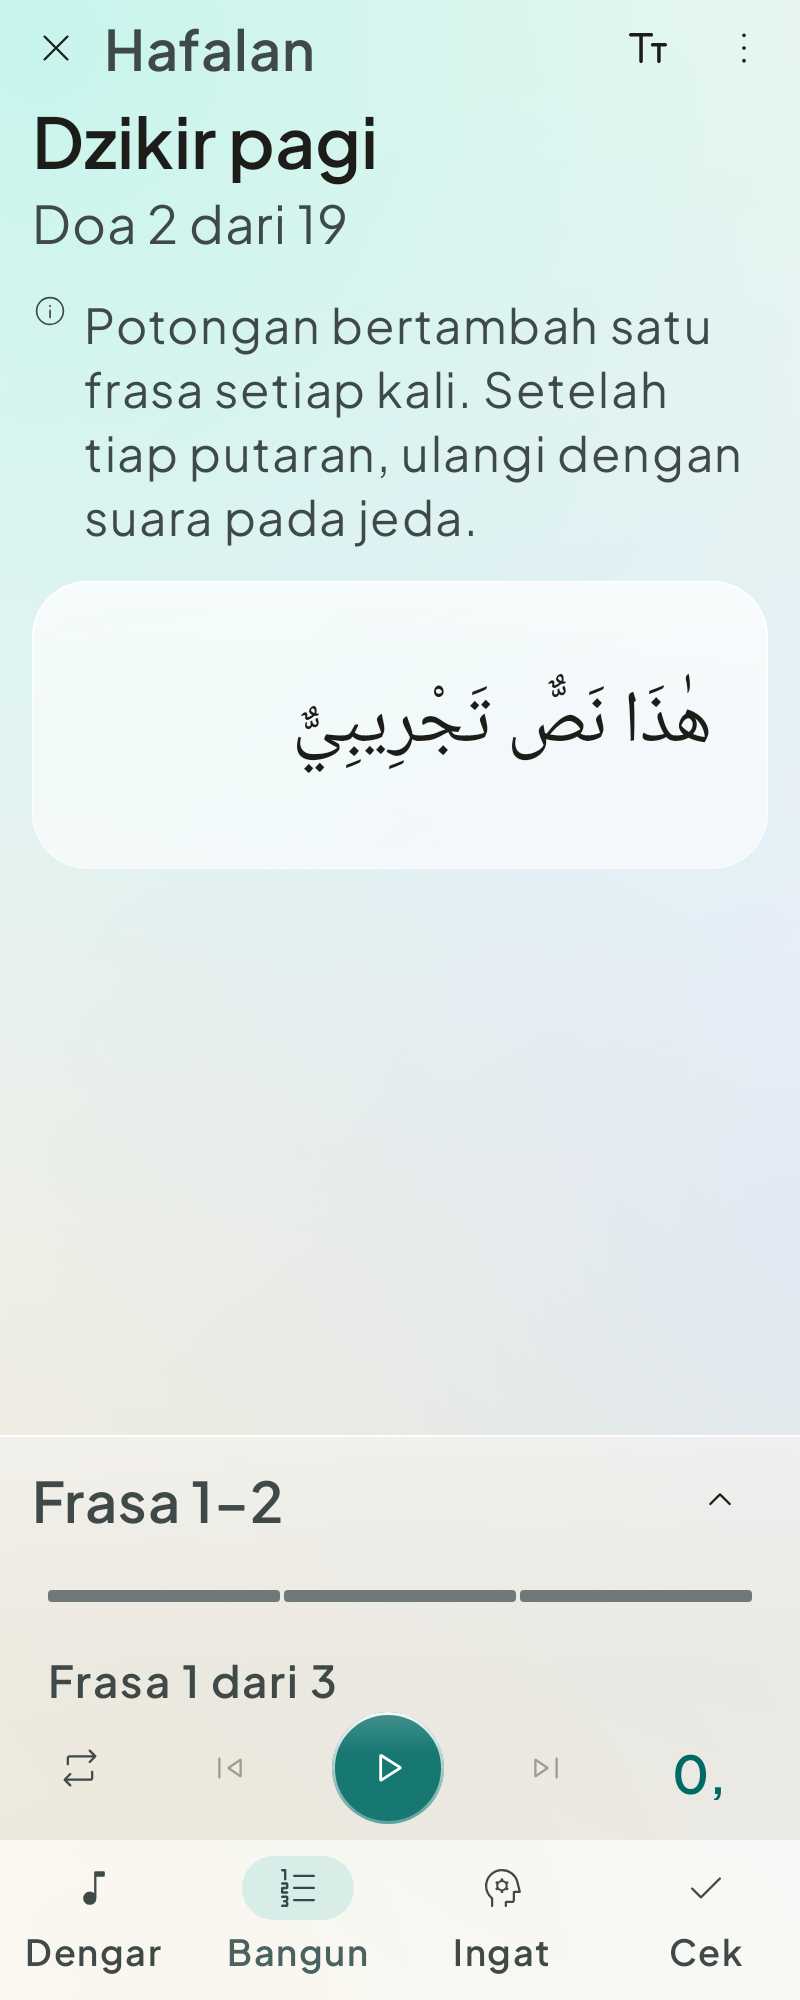 Hafalan
Dzikir pagi
Doa 2 dari 19
Potongan bertambah satu
frasa setiap kali. Setelah
tiap putaran, ulangi dengan
suara pada jeda.
هٰذَا نَصٌّ تَجْرِيبِيٌّ
Frasa 1–2
Frasa 1 dari 3
0,
Dengar Bangun Ingat Cek